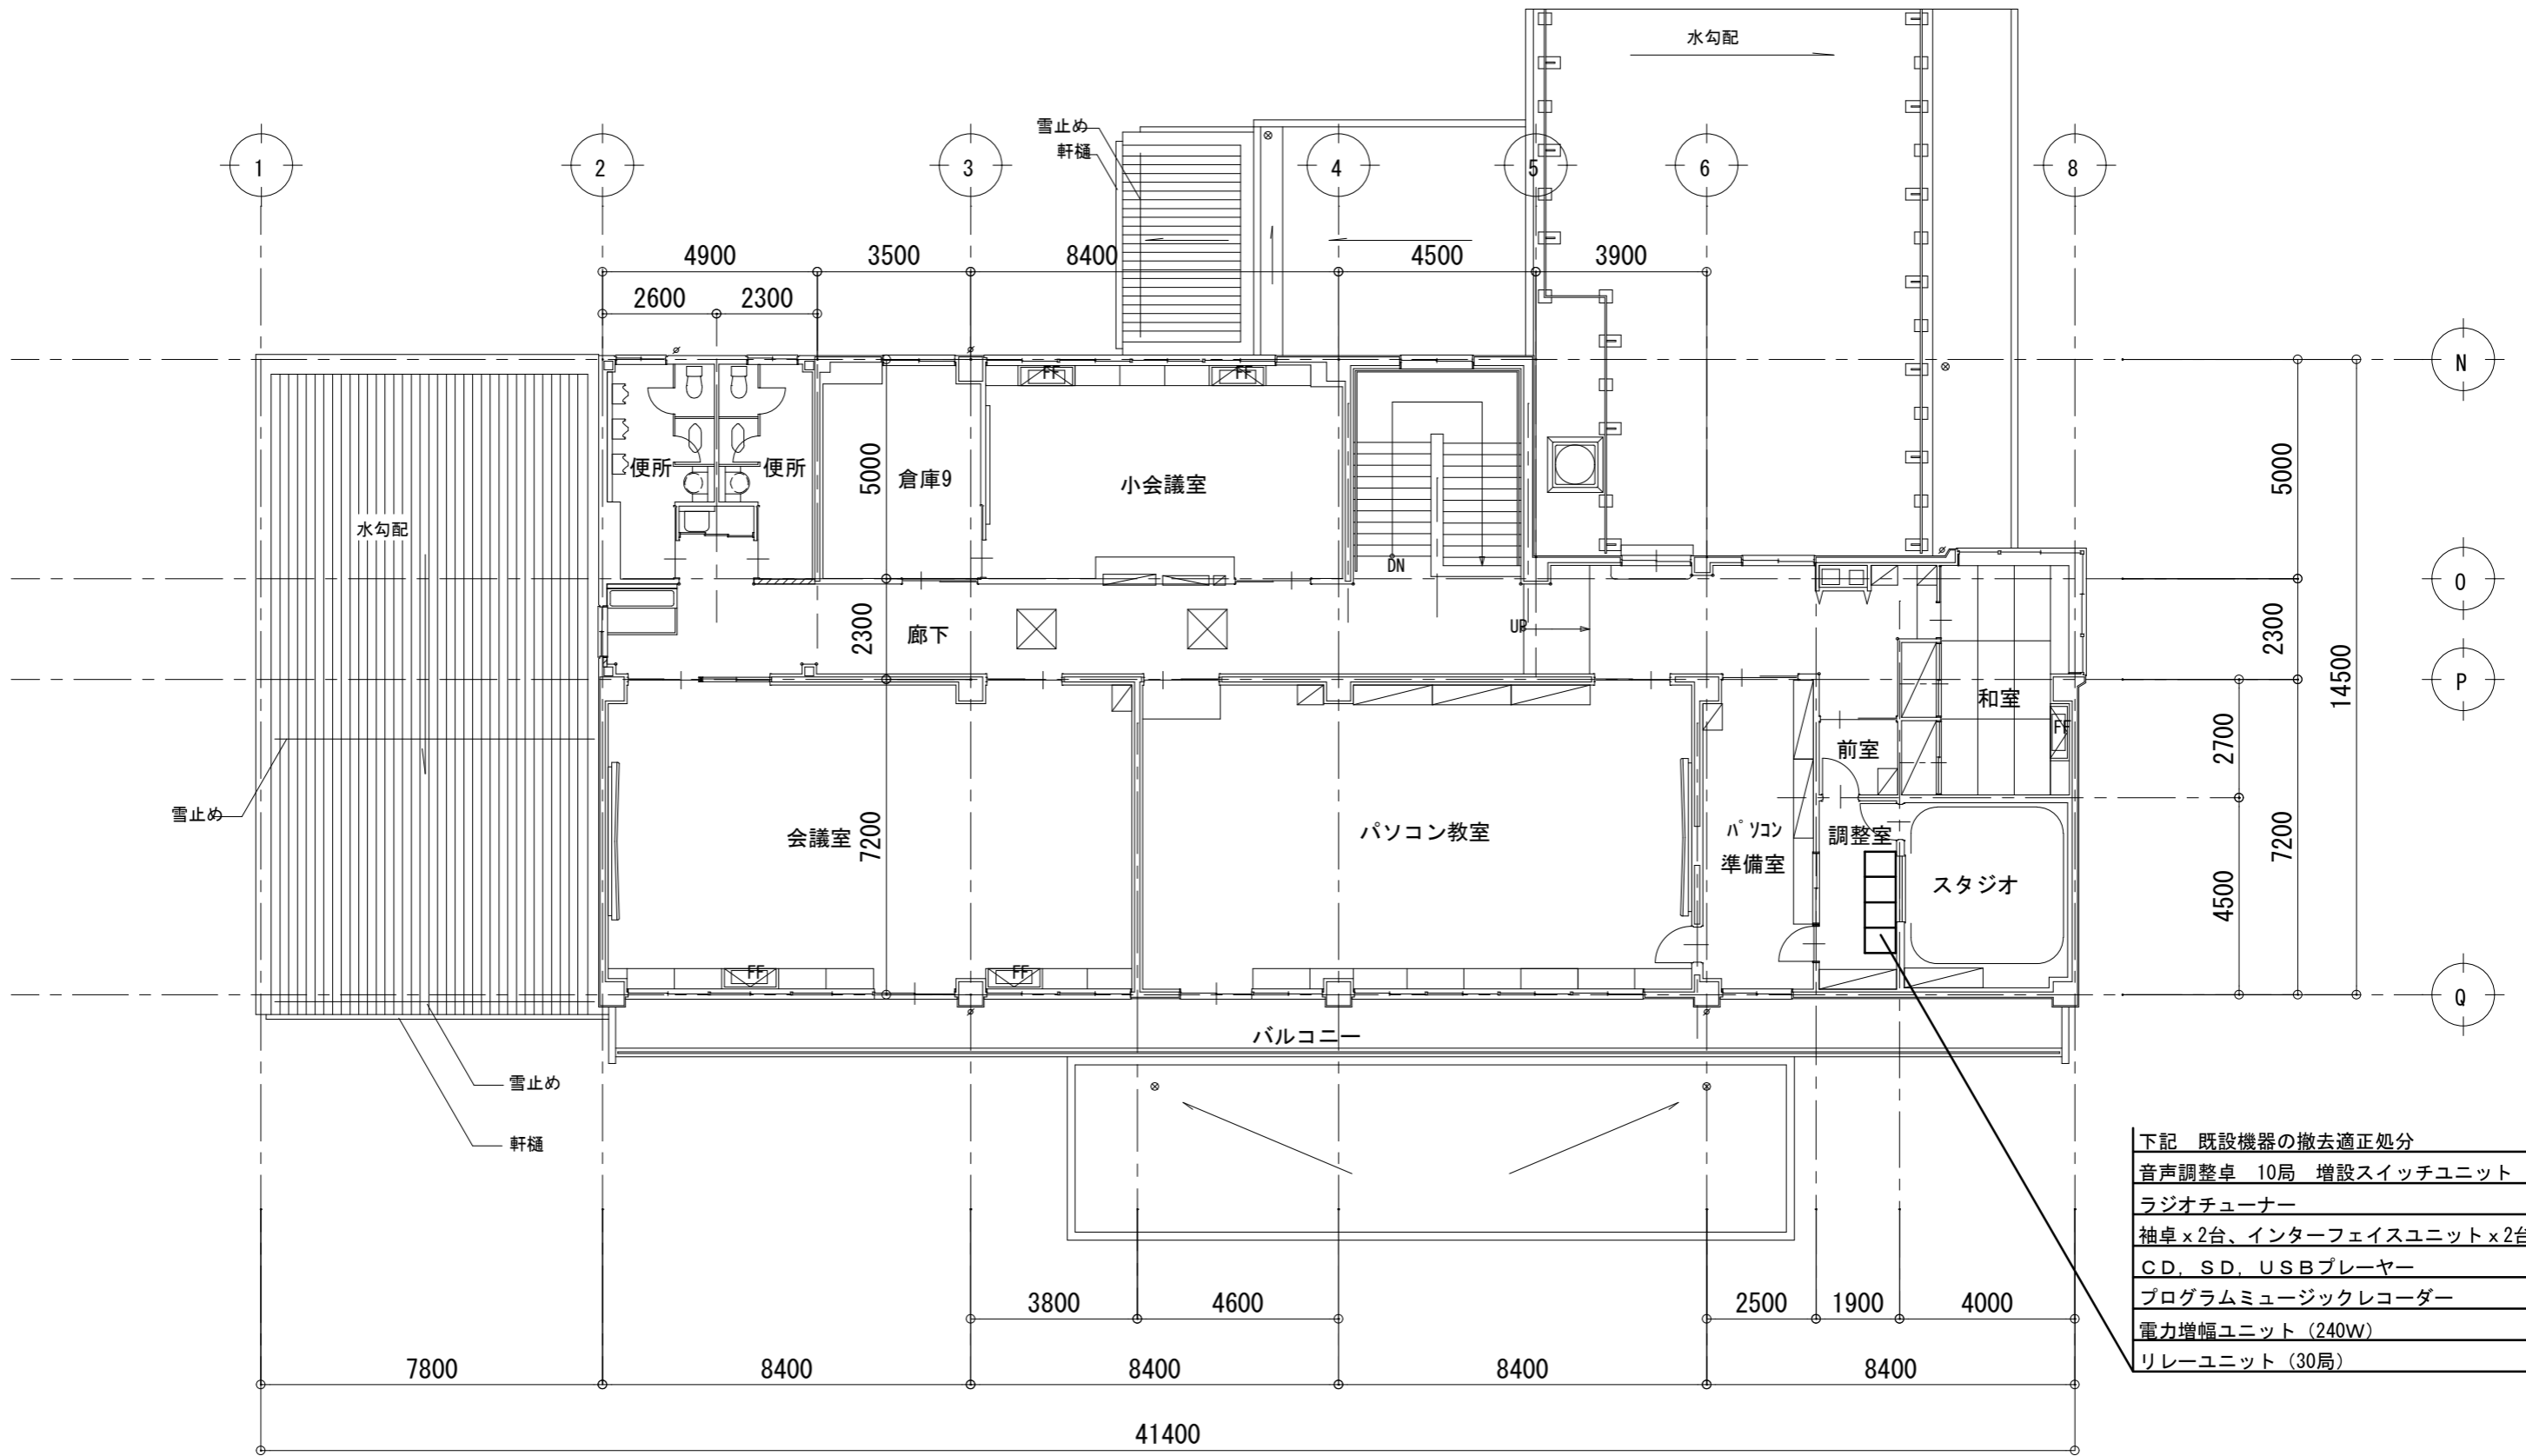 水勾配
雪止め
軒樋
1
2
3
4
5
6
8
4900
3500
8400
4500
3900
2600
2300
N
FF
FF
5000
5000
便所
便所
倉庫9
小会議室
水勾配
DN
O
2300
廊下
UP
2300
14500
P
和室
FF
2700
前室
雪止め
会議室
7200
パソコン教室
パソコン
準備室
調整室
スタジオ
7200
4500
FF
FF
Q
バルコニー
雪止め
軒樋
下記 既設機器の撤去適正処分
音声調整卓 10局 増設スイッチユニット
ラジオチューナー
袖卓x2台、インターフェイスユニットx2台
CD，SD，USBプレーヤー
プログラムミュージックレコーダー
電力増幅ユニット（240W）
リレーユニット（30局）
3800
4600
2500
1900
4000
7800
8400
8400
8400
8400
41400